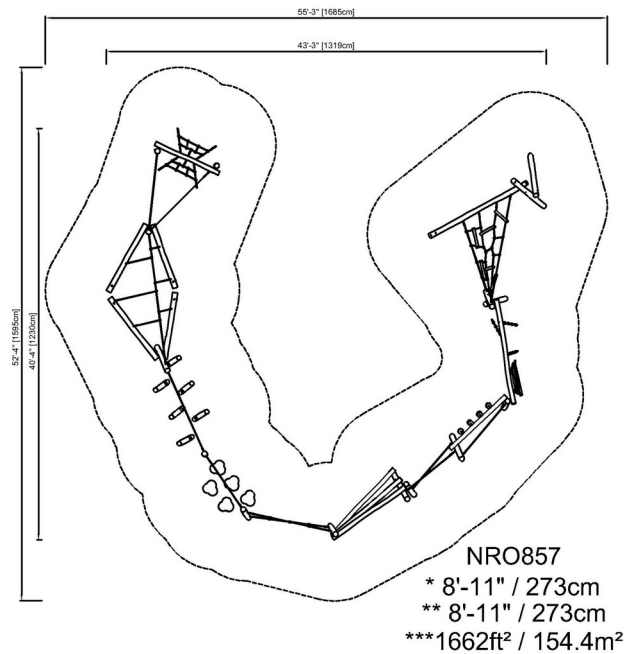 55'-3" [1685cm]
43'-3" [1319cm]
52'-4" [1595cm]
40'-4" [1230cm]
NRO857
* 8'-11" / 273cm
** 8'-11" / 273cm
***1662ft² / 154.4m²